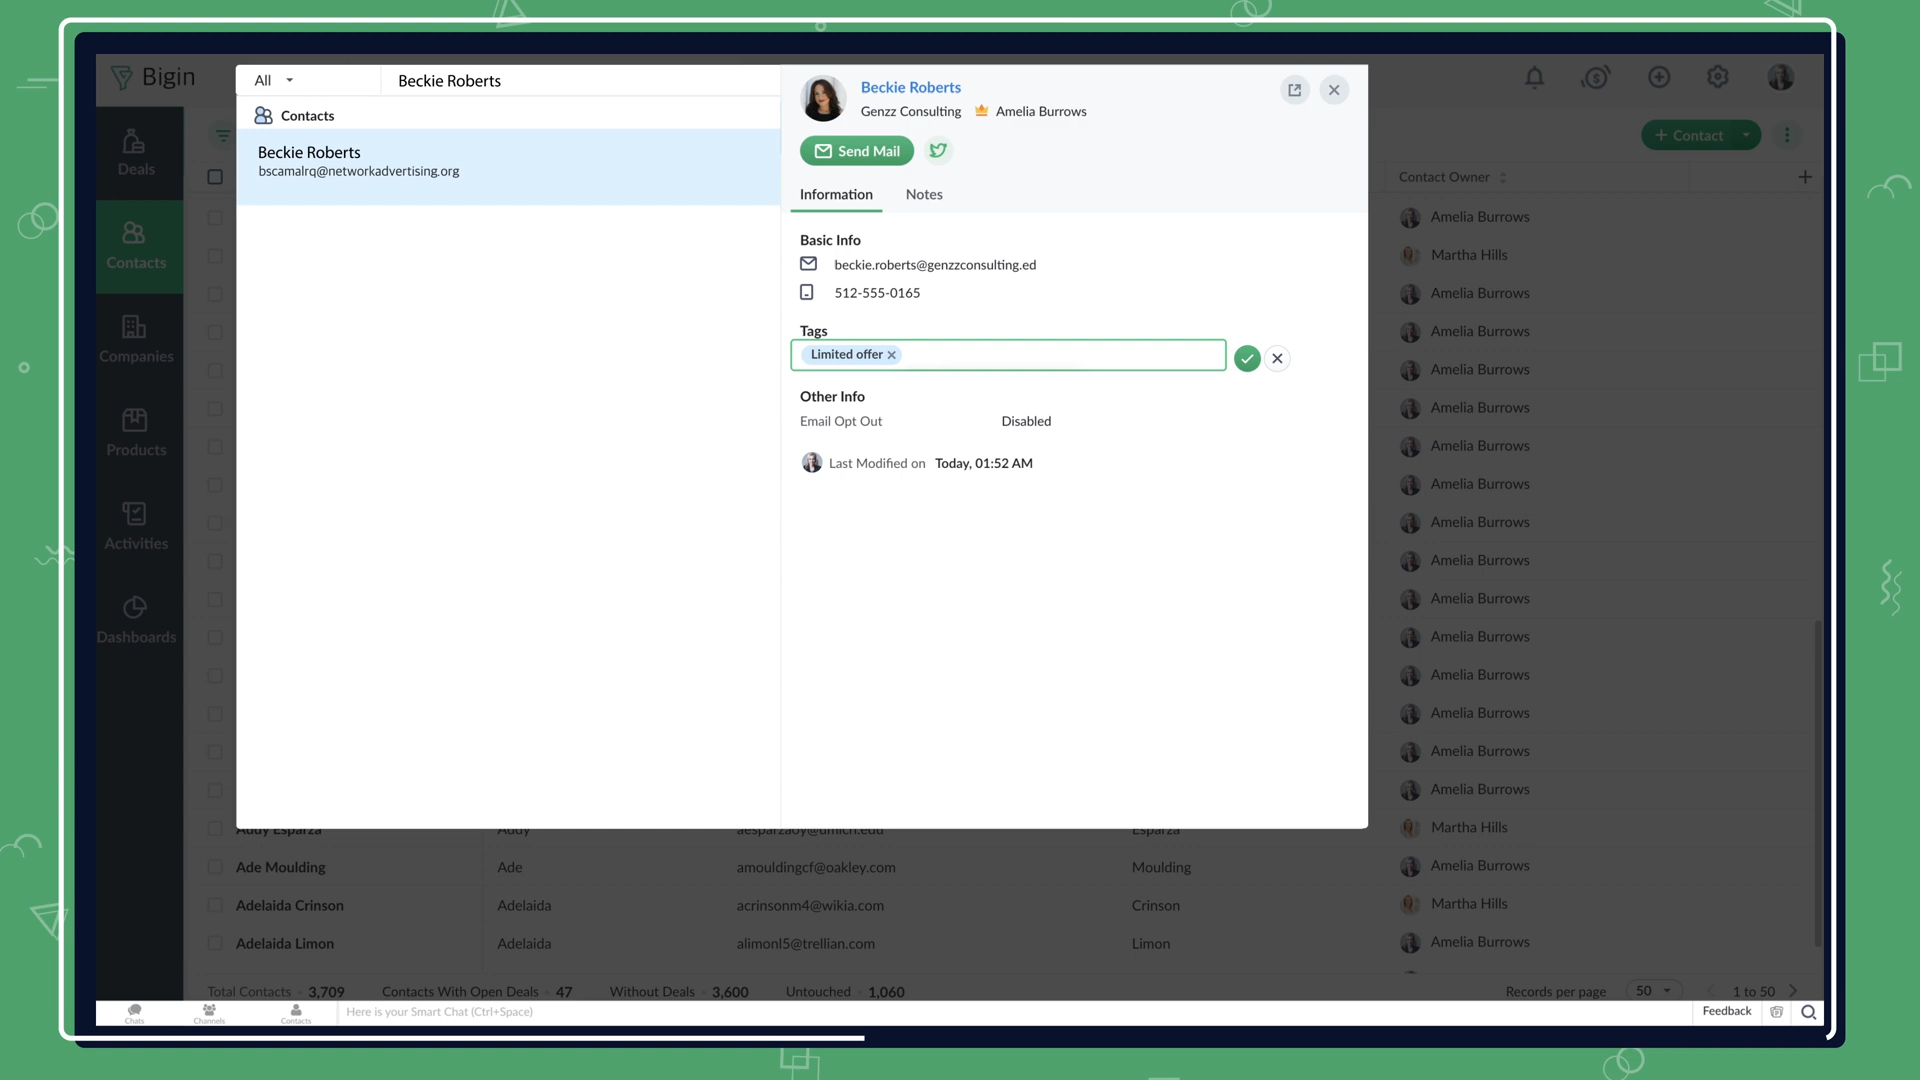 Bigin
All
Beckie Roberts
Contacts
Beckie Roberts
bscamalrq@networkadvertising.org
Beckie Roberts
Genzz Consulting
Amelia Burrows
Send Mail
Information
Notes
Basic Info
beckie.roberts@genzzconsulting.ed
512-555-0165
Tags
Limited offer
Other Info
Email Opt Out
Disabled
Last Modified on Today, 01:52 AM
Deals
Contacts
Companies
Products
Activities
Dashboards
+ Contact
Contact Owner
Amelia Burrows
Martha Hills
Amelia Burrows
Amelia Burrows
Amelia Burrows
Amelia Burrows
Amelia Burrows
Amelia Burrows
Amelia Burrows
Amelia Burrows
Amelia Burrows
Amelia Burrows
Amelia Burrows
Amelia Burrows
Amelia Burrows
Amelia Burrows
Addy Esparza Addy aesparza0y@umich.edu Esparza Martha Hills
Ade Moulding Ade amouldingcf@oakley.com Moulding Amelia Burrows
Adelaida Crinson Adelaida acrinsonm4@wikia.com Crinson Martha Hills
Adelaida Limon Adelaida alimonl5@trellian.com Limon Amelia Burrows
Total Contacts 3,709 Contacts With Open Deals 47 Without Deals 3,600 Untouched 1,060 Records per page 50 1 to 50
Chats
Channels
Contacts
Here is your Smart Chat (Ctrl+Space)
Feedback